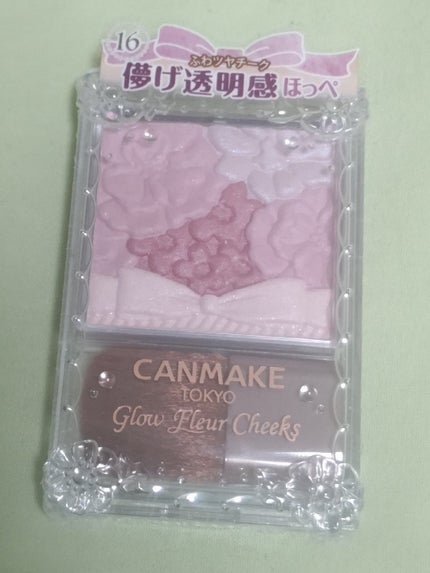 16
ふわツヤチーク
儚げ透明感ほっぺ
CANMAKE
TOKYO
Glow Fleur Cheeks